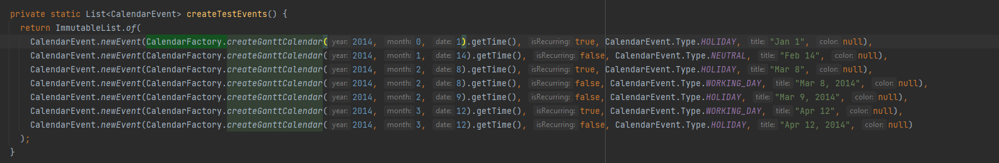 private static List<CalendarEvent> createTestEvents() {
return ImmutableList.of(
CalendarEvent.newEvent(CalendarFactory.createGanttCalendar( year: 2014, month: 0, date: 1).getTime(), isRecurring: true, CalendarEvent.Type.HOLIDAY, title: "Jan 1", color: null),
CalendarEvent.newEvent(CalendarFactory.createGanttCalendar( year: 2014, month: 1, date: 14).getTime(), isRecurring: false, CalendarEvent.Type.NEUTRAL, title: "Feb 14", color: null),
CalendarEvent.newEvent(CalendarFactory.createGanttCalendar( year: 2014, month: 2, date: 8).getTime(), isRecurring: true, CalendarEvent.Type.HOLIDAY, title: "Mar 8", color: null),
CalendarEvent.newEvent(CalendarFactory.createGanttCalendar( year: 2014, month: 2, date: 8).getTime(), isRecurring: false, CalendarEvent.Type.WORKING_DAY, title: "Mar 8, 2014", color: null),
CalendarEvent.newEvent(CalendarFactory.createGanttCalendar( year: 2014, month: 2, date: 9).getTime(), isRecurring: false, CalendarEvent.Type.HOLIDAY, title: "Mar 9, 2014", color: null),
CalendarEvent.newEvent(CalendarFactory.createGanttCalendar( year: 2014, month: 3, date: 12).getTime(), isRecurring: true, CalendarEvent.Type.WORKING_DAY, title: "Apr 12", color: null),
CalendarEvent.newEvent(CalendarFactory.createGanttCalendar( year: 2014, month: 3, date: 12).getTime(), isRecurring: false, CalendarEvent.Type.HOLIDAY, title: "Apr 12, 2014", color: null)
);
}